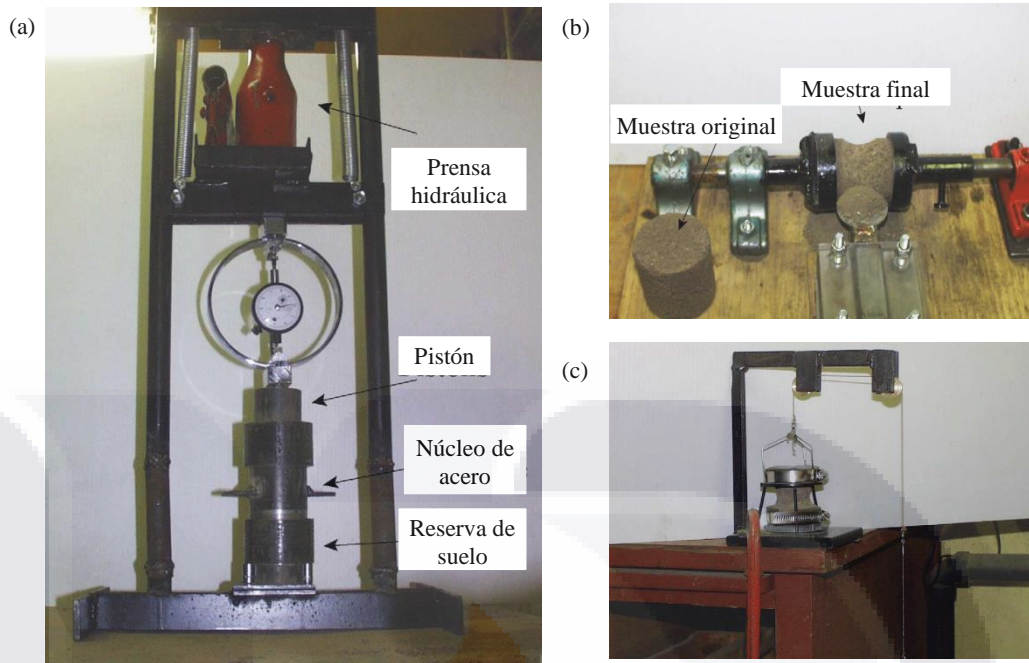 (a)
Prensa
hidráulica
Pistón
Núcleo de
acero
Reserva de
suelo
(b)
Muestra final
Muestra original
(c)